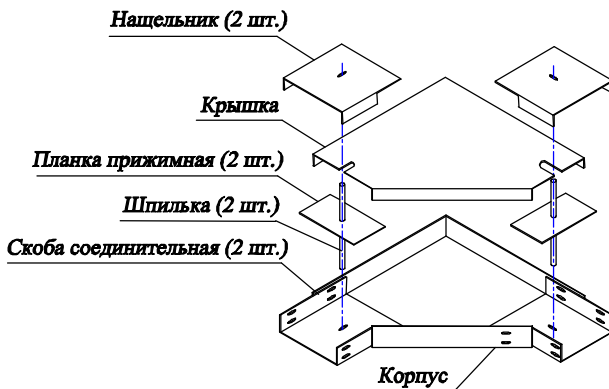 Нащельник (2 шт.)
Крышка
Планка прижимная (2 шт.)
Шпилька (2 шт.)
Скоба соединительная (2 шт.)
Корпус